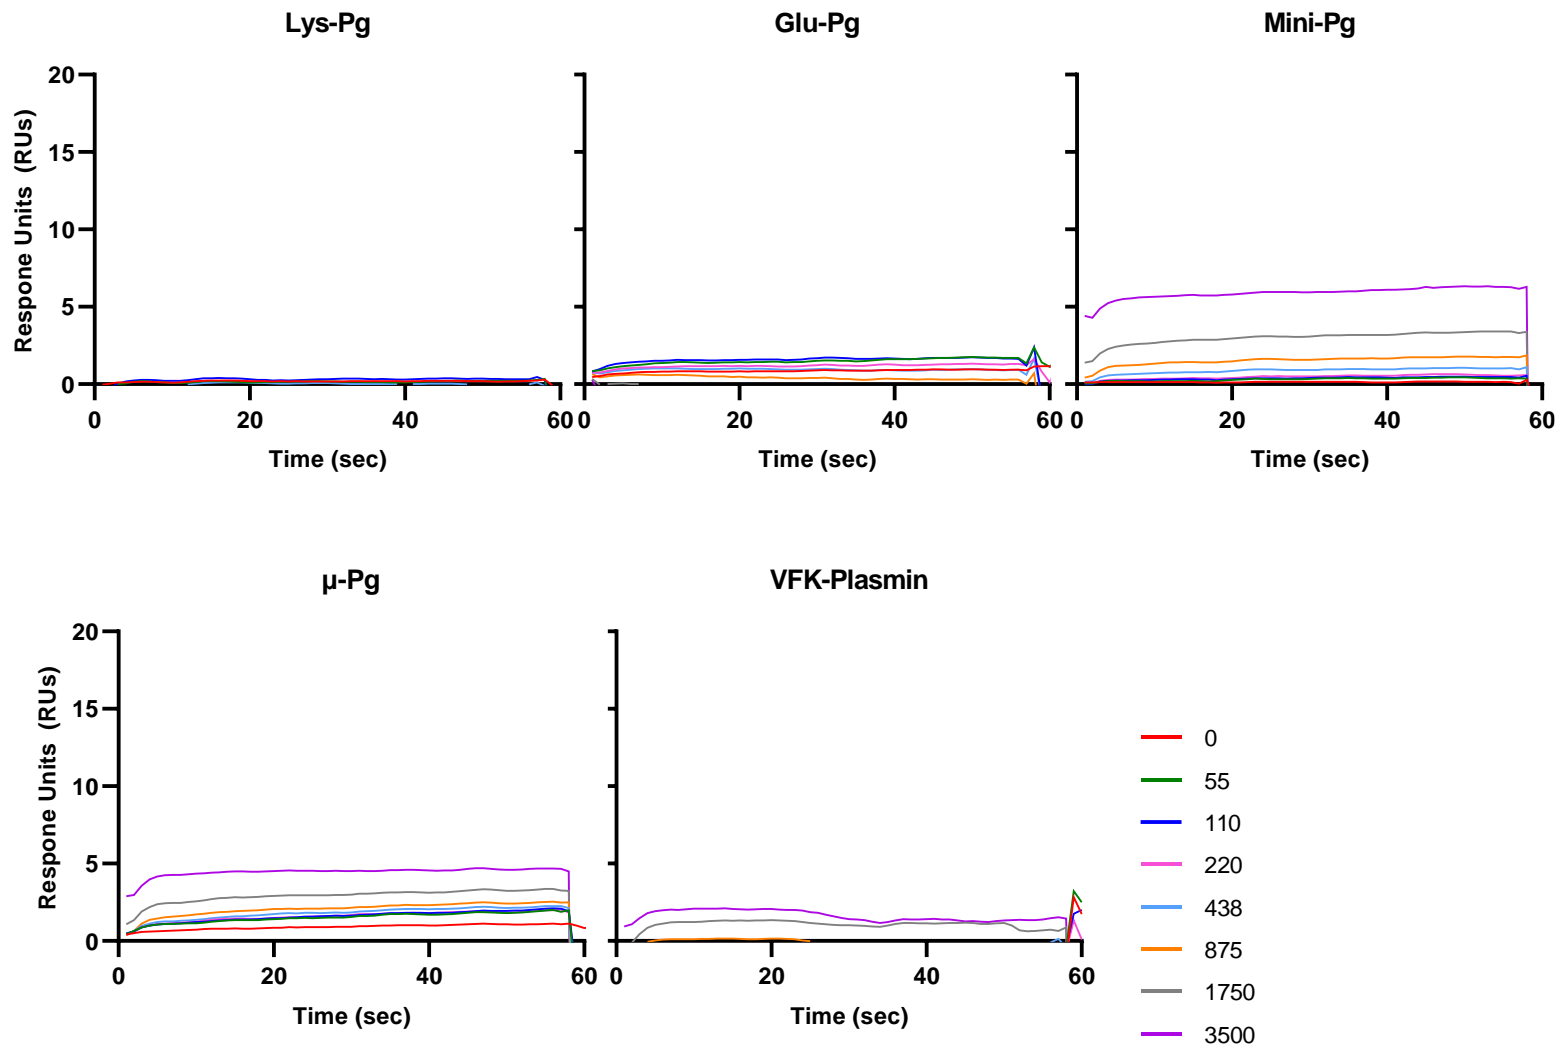 Lys-Pg Glu-Pg Mini-Pg
Respone Units (RUs)
20
15
10
5
0
0 20 40 60 0 20 40 60 0 20 40 60
Time (sec) Time (sec) Time (sec)
µ-Pg VFK-Plasmin
Respone Units (RUs)
20
15
10
5
0
0 20 40 60 0 20 40 60
Time (sec) Time (sec)
0
55
110
220
438
875
1750
3500